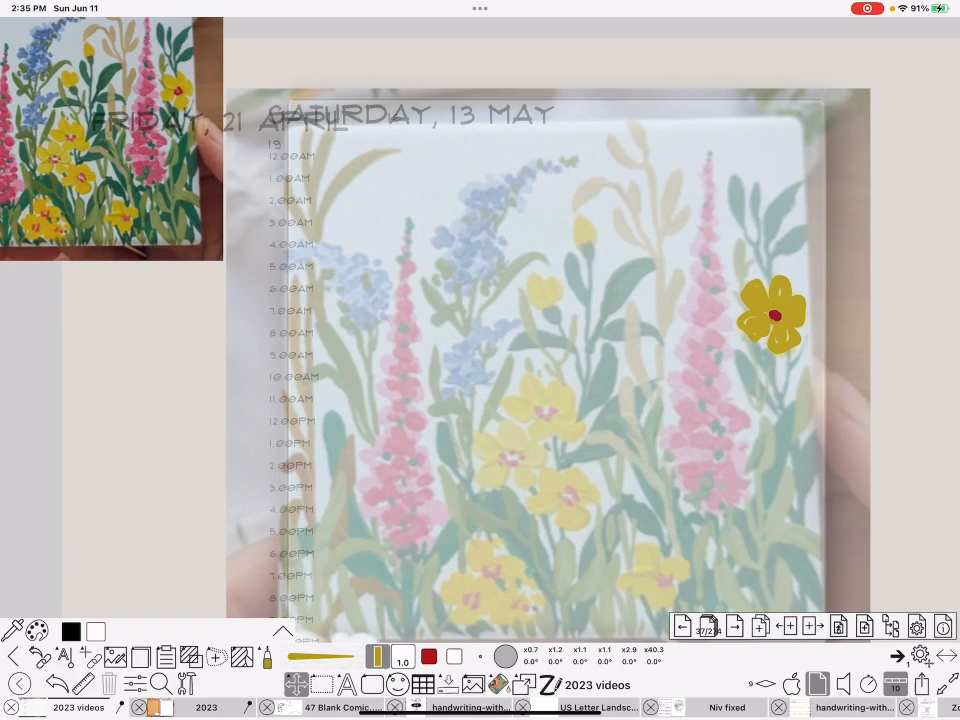 2:35 PM Sun Jun 11
91%
FRIDAY, 21 APRIL
SATURDAY, 13 MAY
19
12.00AM
1.00AM
2.00AM
3.00AM
4.00AM
5.00AM
6.00AM
7.00AM
8.00AM
9.00AM
10.00AM
11.00AM
12.00PM
1.00PM
2.00PM
3.00PM
4.00PM
5.00PM
6.00PM
7.00PM
8.00PM
1.0
x0.7 x1.2 x1.1 x1.1 x2.9 x40.3
0.0° 0.0° 0.0° 0.0° 0.0° 0.0°
2023 videos
9
10
1
2023 videos
2023
47 Blank Comic....
handwriting-with...
US Letter Landsc...
Niv fixed
handwriting-with...